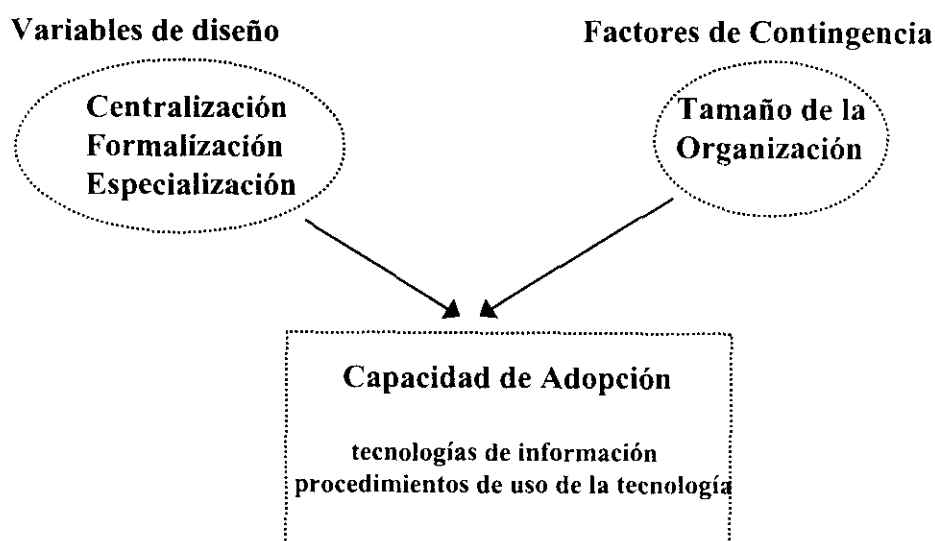 Variables de diseño
Factores de Contingencia
Centralización
Formalización
Especialización
Tamaño de la
Organización
Capacidad de Adopción
tecnologías de información
procedimientos de uso de la tecnología